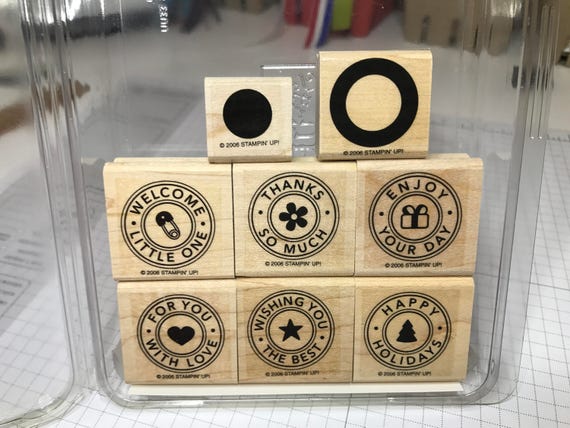 © 2006 STAMPIN' UP!
© 2006 STAMPIN' UP!
WELCOME
LITTLE ONE
© 2006 STAMPIN' UP!
THANKS
SO MUCH
© 2006 STAMPIN' UP!
ENJOY
YOUR DAY
© 2006 STAMPIN' UP!
FOR YOU
WITH LOVE
© 2006 STAMPIN' UP!
WISHING YOU
THE BEST
© 2006 STAMPIN' UP!
HAPPY
HOLIDAYS
© 2006 STAMPIN' UP!